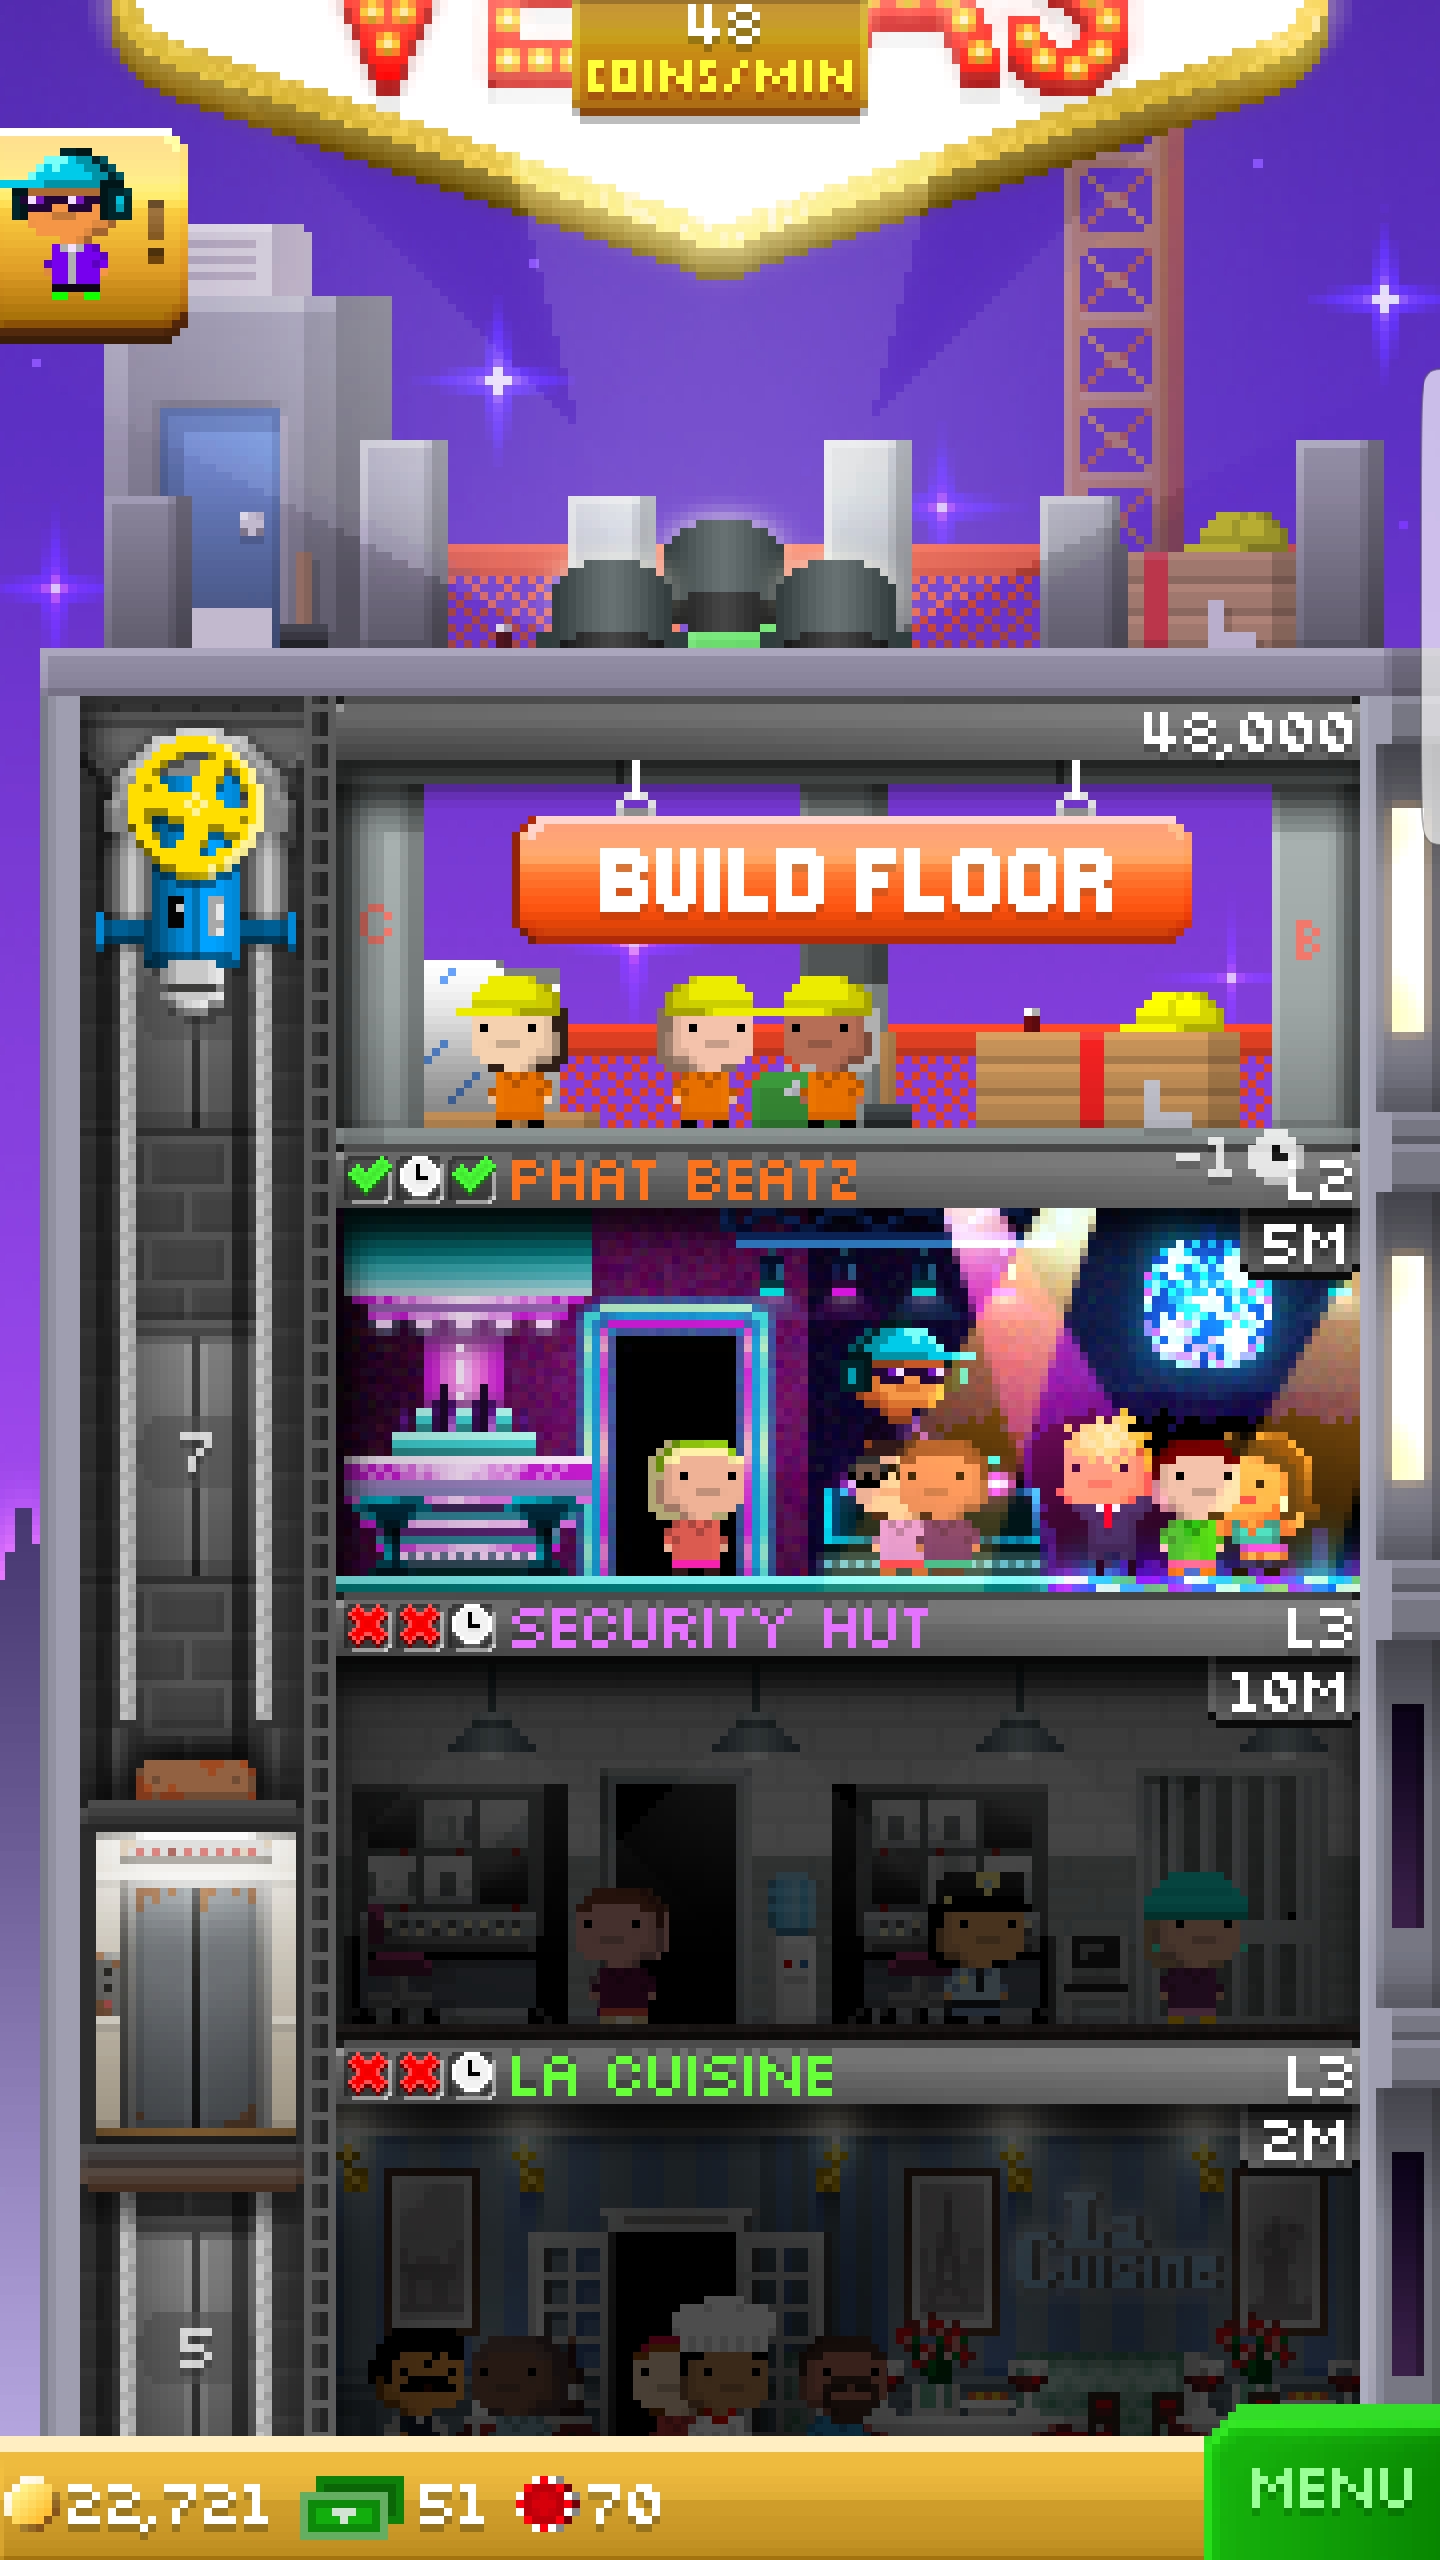 48
COINS/MIN
48,000
BUILD FLOOR
C
B
-1
PHAT BEATZ
L2
5M
7
SECURITY HUT
L3
10M
LA CUISINE
L3
2M
La
Cuisine
5
22,721
51
70
MENU